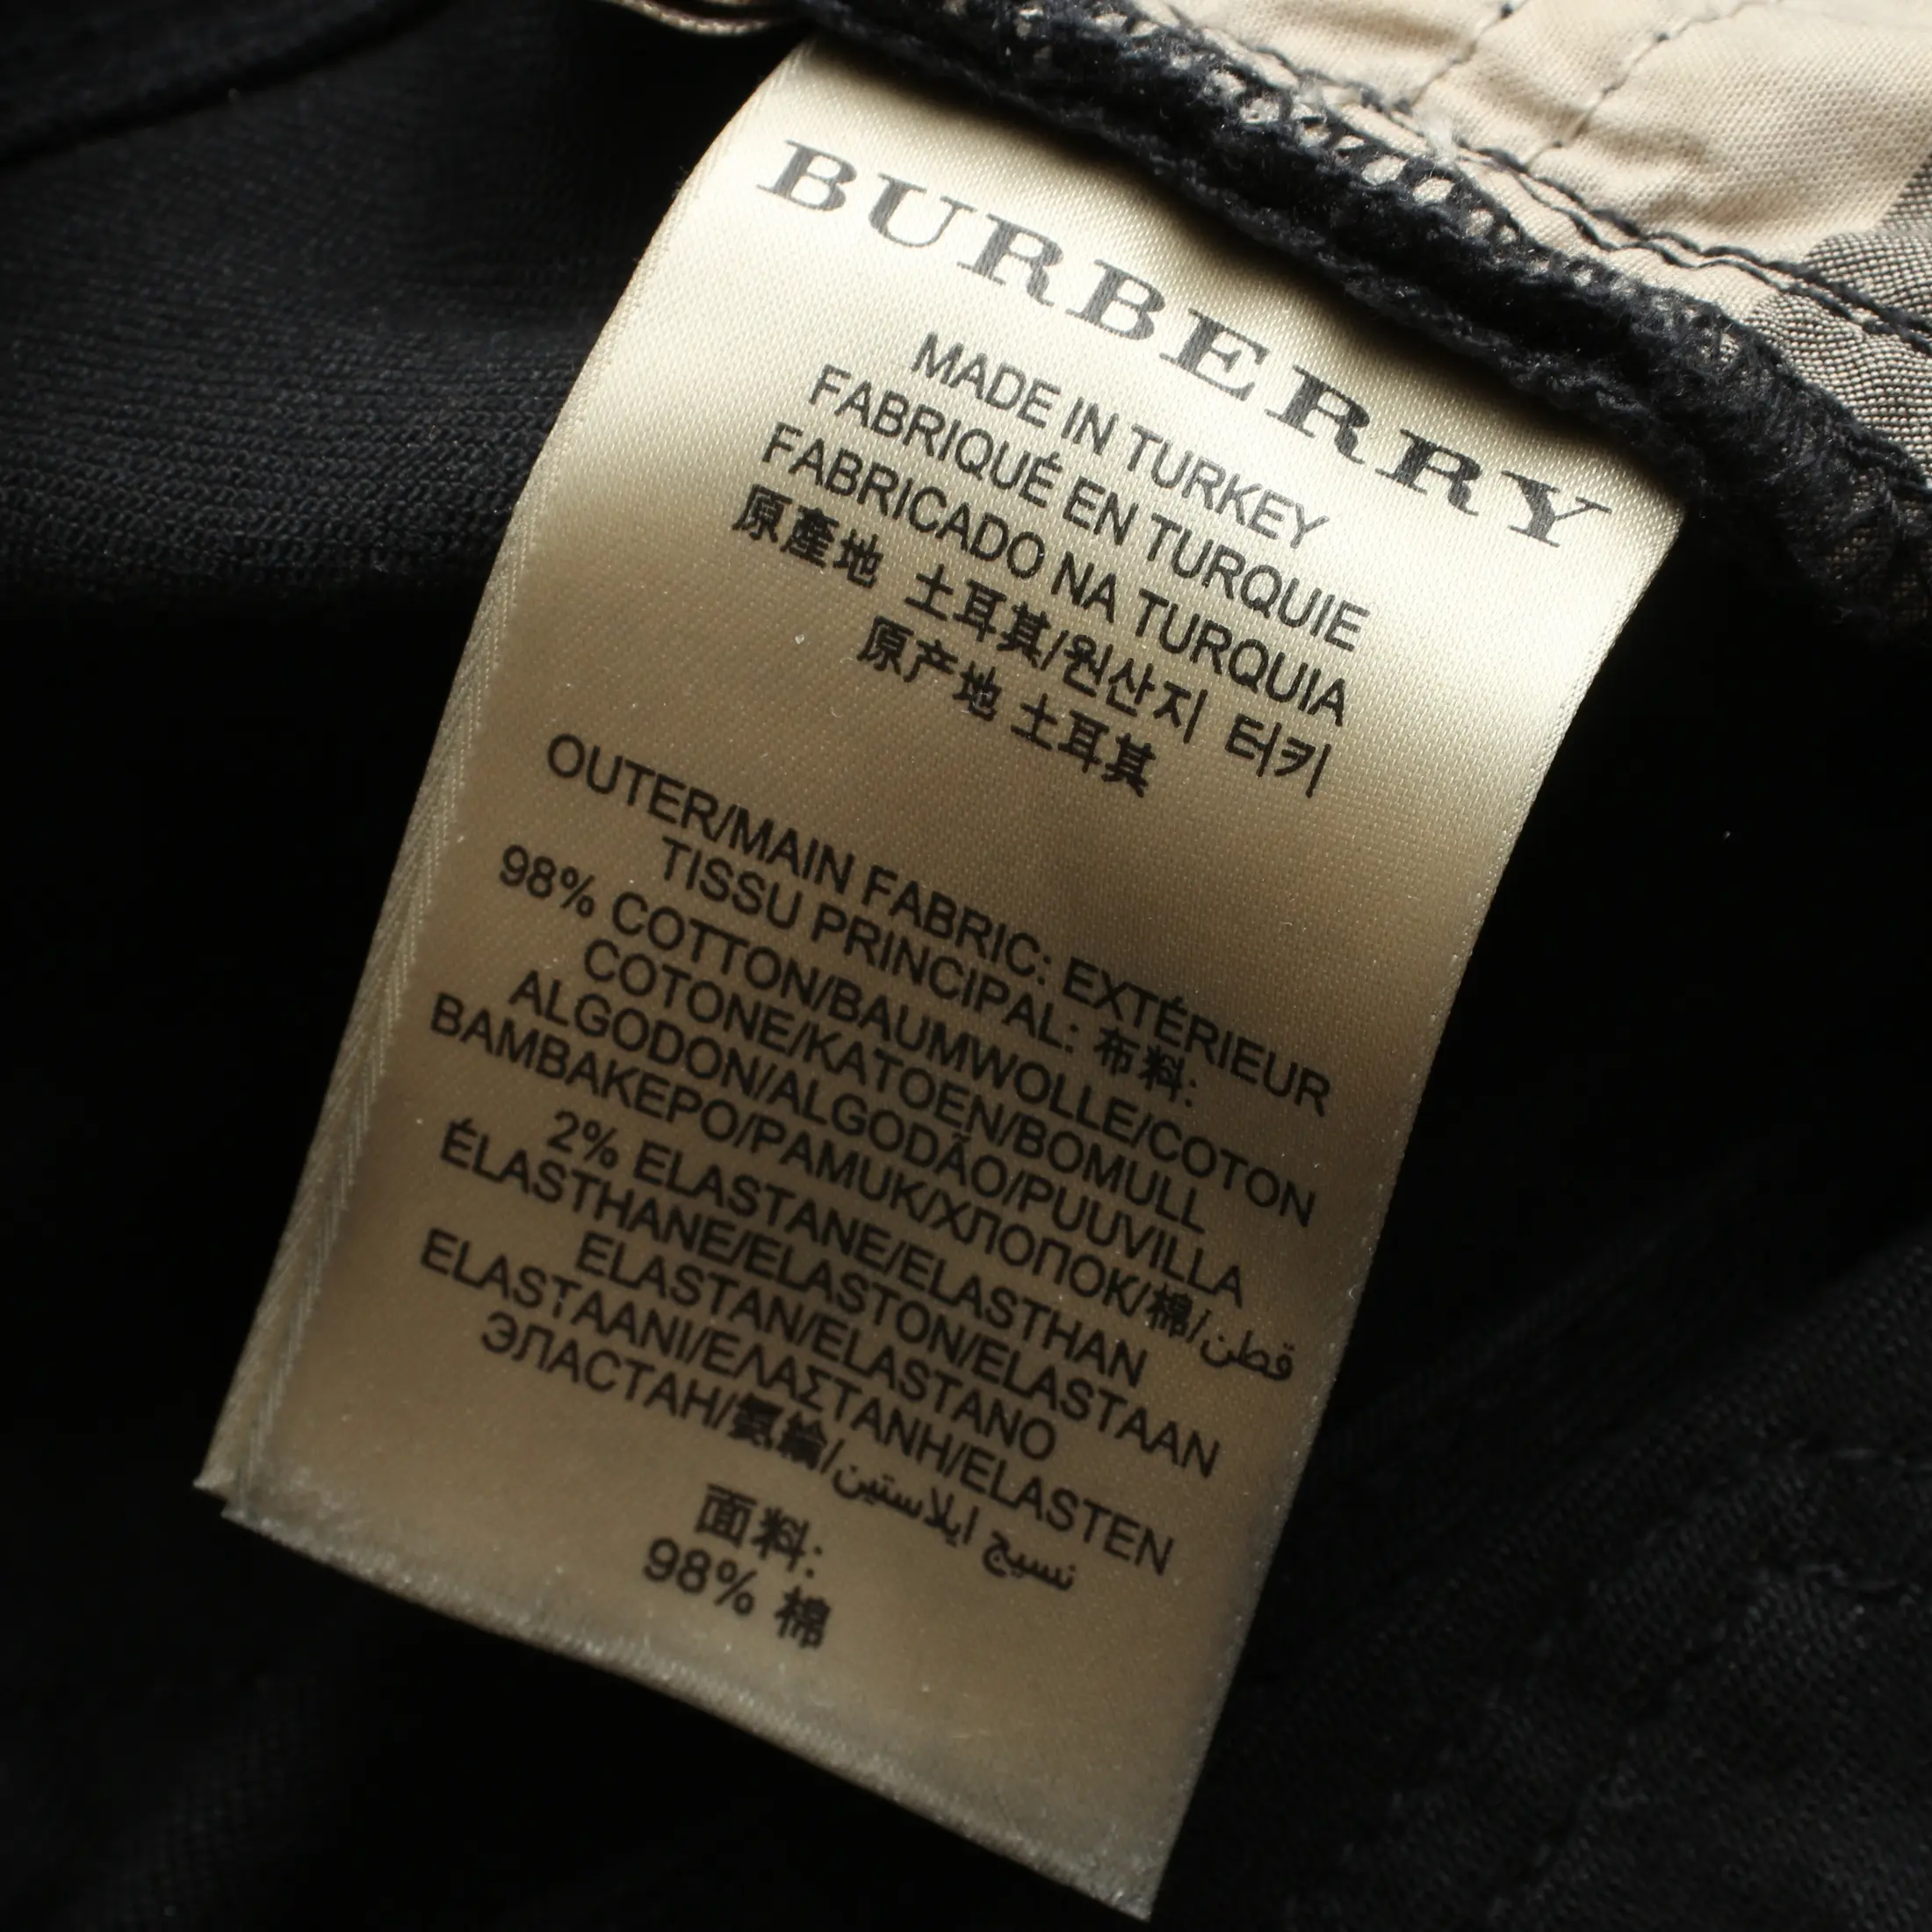 BURBERRY
MADE IN TURKEY
FABRIQUÉ EN TURQUIE
FABRICADO NA TURQUIA
原產地 土耳其/원산지 터키
原产地 土耳其
OUTER/MAIN FABRIC: EXTÉRIEUR
TISSU PRINCIPAL: 布料:
98% COTTON/BAUMWOLLE/COTON
COTONE/KATOEN/BOMULL
ALGODON/ALGODÃO/PUUVILLA
BAMBAKEPO/PAMUK/ХЛОПОК/棉/قطن
2% ELASTANE/ELASTHAN
ÉLASTHANE/ELASTON/ELASTAAN
ELASTAN/ELASTANO
ELASTAANI/ΕΛΑΣΤΑΝΗ/ELASTEN
ЭЛАСТАН/氨綸/نسيج ايلاستين
面料:
98% 棉